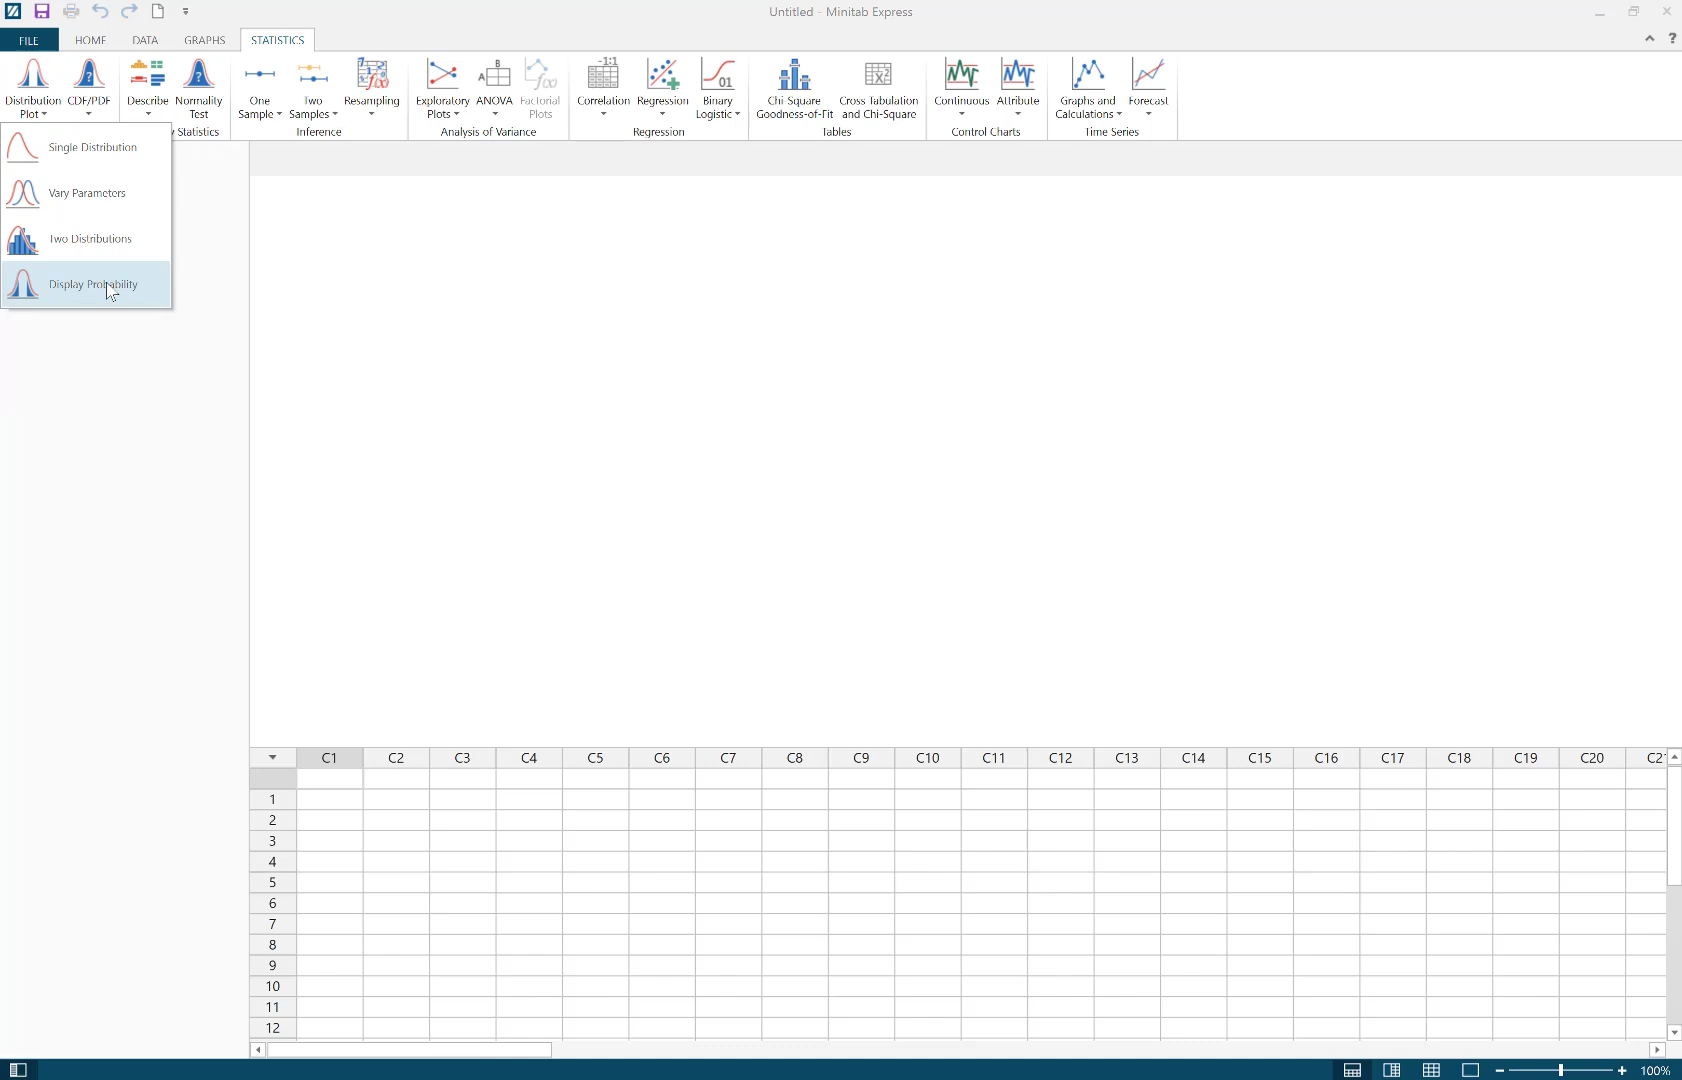 Untitled - Minitab Express
FILE HOME DATA GRAPHS STATISTICS
?
Distribution Plot CDF/PDF Describe Normality Test One Sample Two Samples Resampling Exploratory Plots ANOVA Factorial Plots Correlation Regression Binary Logistic Chi-Square Goodness-of-Fit Cross Tabulation and Chi-Square Continuous Attribute Graphs and Calculations Forecast
y Statistics Inference Analysis of Variance Regression Tables Control Charts Time Series
Single Distribution
Vary Parameters
Two Distributions
Display Probability
C1 C2 C3 C4 C5 C6 C7 C8 C9 C10 C11 C12 C13 C14 C15 C16 C17 C18 C19 C20 C2
1
2
3
4
5
6
7
8
9
10
11
12
100%